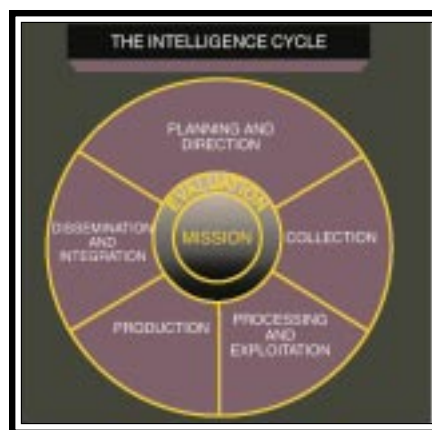 THE INTELLIGENCE CYCLE
PLANNING AND
DIRECTION
MISSION
COLLECTION
DISSEMINATION
AND
INTEGRATION
PRODUCTION
PROCESSING
AND
EXPLOITATION